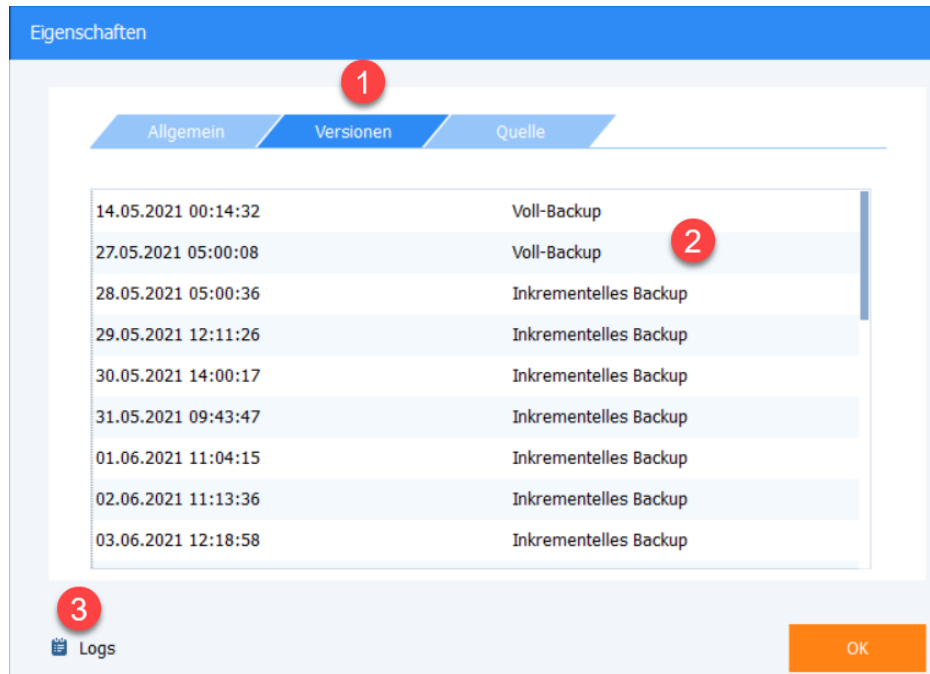 Eigenschaften
1
Allgemein Versionen Quelle
14.05.2021 00:14:32 Voll-Backup
27.05.2021 05:00:08 Voll-Backup
2
28.05.2021 05:00:36 Inkrementelles Backup
29.05.2021 12:11:26 Inkrementelles Backup
30.05.2021 14:00:17 Inkrementelles Backup
31.05.2021 09:43:47 Inkrementelles Backup
01.06.2021 11:04:15 Inkrementelles Backup
02.06.2021 11:13:36 Inkrementelles Backup
03.06.2021 12:18:58 Inkrementelles Backup
3
Logs OK